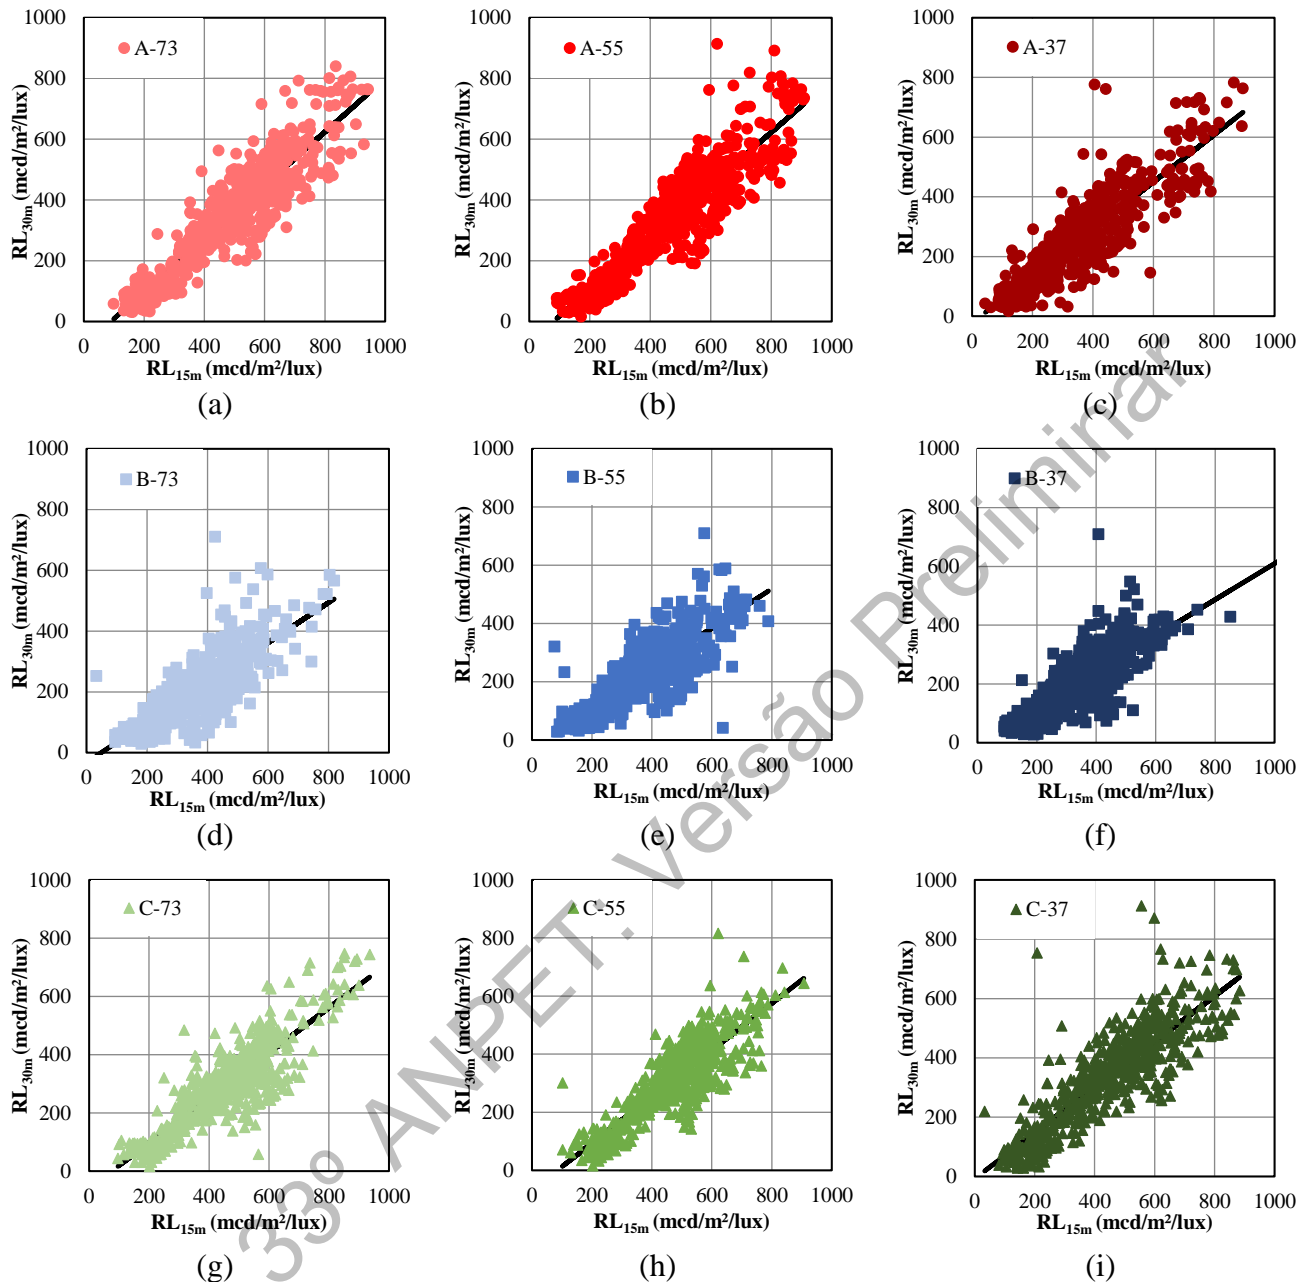 A-73
1000
800
600
400
200
0
0 200 400 600 800 1000
RL30m (mcd/m²/lux)
RL15m (mcd/m²/lux)
(a)
A-55
1000
800
600
400
200
0
0 200 400 600 800 1000
RL30m (mcd/m²/lux)
RL15m (mcd/m²/lux)
(b)
A-37
1000
800
600
400
200
0
0 200 400 600 800 1000
RL30m (mcd/m²/lux)
RL15m (mcd/m²/lux)
(c)
B-73
1000
800
600
400
200
0
0 200 400 600 800 1000
RL30m (mcd/m²/lux)
RL15m (mcd/m²/lux)
(d)
B-55
1000
800
600
400
200
0
0 200 400 600 800 1000
RL30m (mcd/m²/lux)
RL15m (mcd/m²/lux)
(e)
B-37
1000
800
600
400
200
0
0 200 400 600 800 1000
RL30m (mcd/m²/lux)
RL15m (mcd/m²/lux)
(f)
C-73
1000
800
600
400
200
0
0 200 400 600 800 1000
RL30m (mcd/m²/lux)
RL15m (mcd/m²/lux)
(g)
C-55
1000
800
600
400
200
0
0 200 400 600 800 1000
RL30m (mcd/m²/lux)
RL15m (mcd/m²/lux)
(h)
C-37
1000
800
600
400
200
0
0 200 400 600 800 1000
RL30m (mcd/m²/lux)
RL15m (mcd/m²/lux)
(i)
33º ANPET. Versão Preliminar